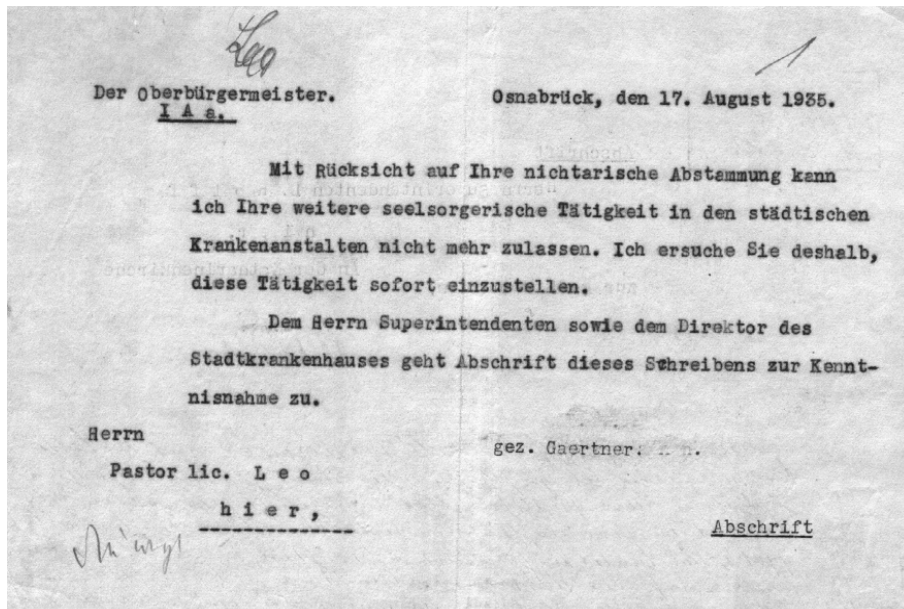 Leo
1
Der Oberbürgermeister.
I A a.
Osnabrück, den 17. August 1935.
Mit Rücksicht auf Ihre nichtarische Abstammung kann
ich Ihre weitere seelsorgerische Tätigkeit in den städtischen
Krankenanstalten nicht mehr zulassen. Ich ersuche Sie deshalb,
diese Tätigkeit sofort einzustellen.
Dem Herrn Superintendenten sowie dem Direktor des
Stadtkrankenhauses geht Abschrift dieses Schreibens zur Kennt-
nisnahme zu.
Herrn
Pastor lic. L e o
h i e r ,
gez. Gaertner.
Abschrift